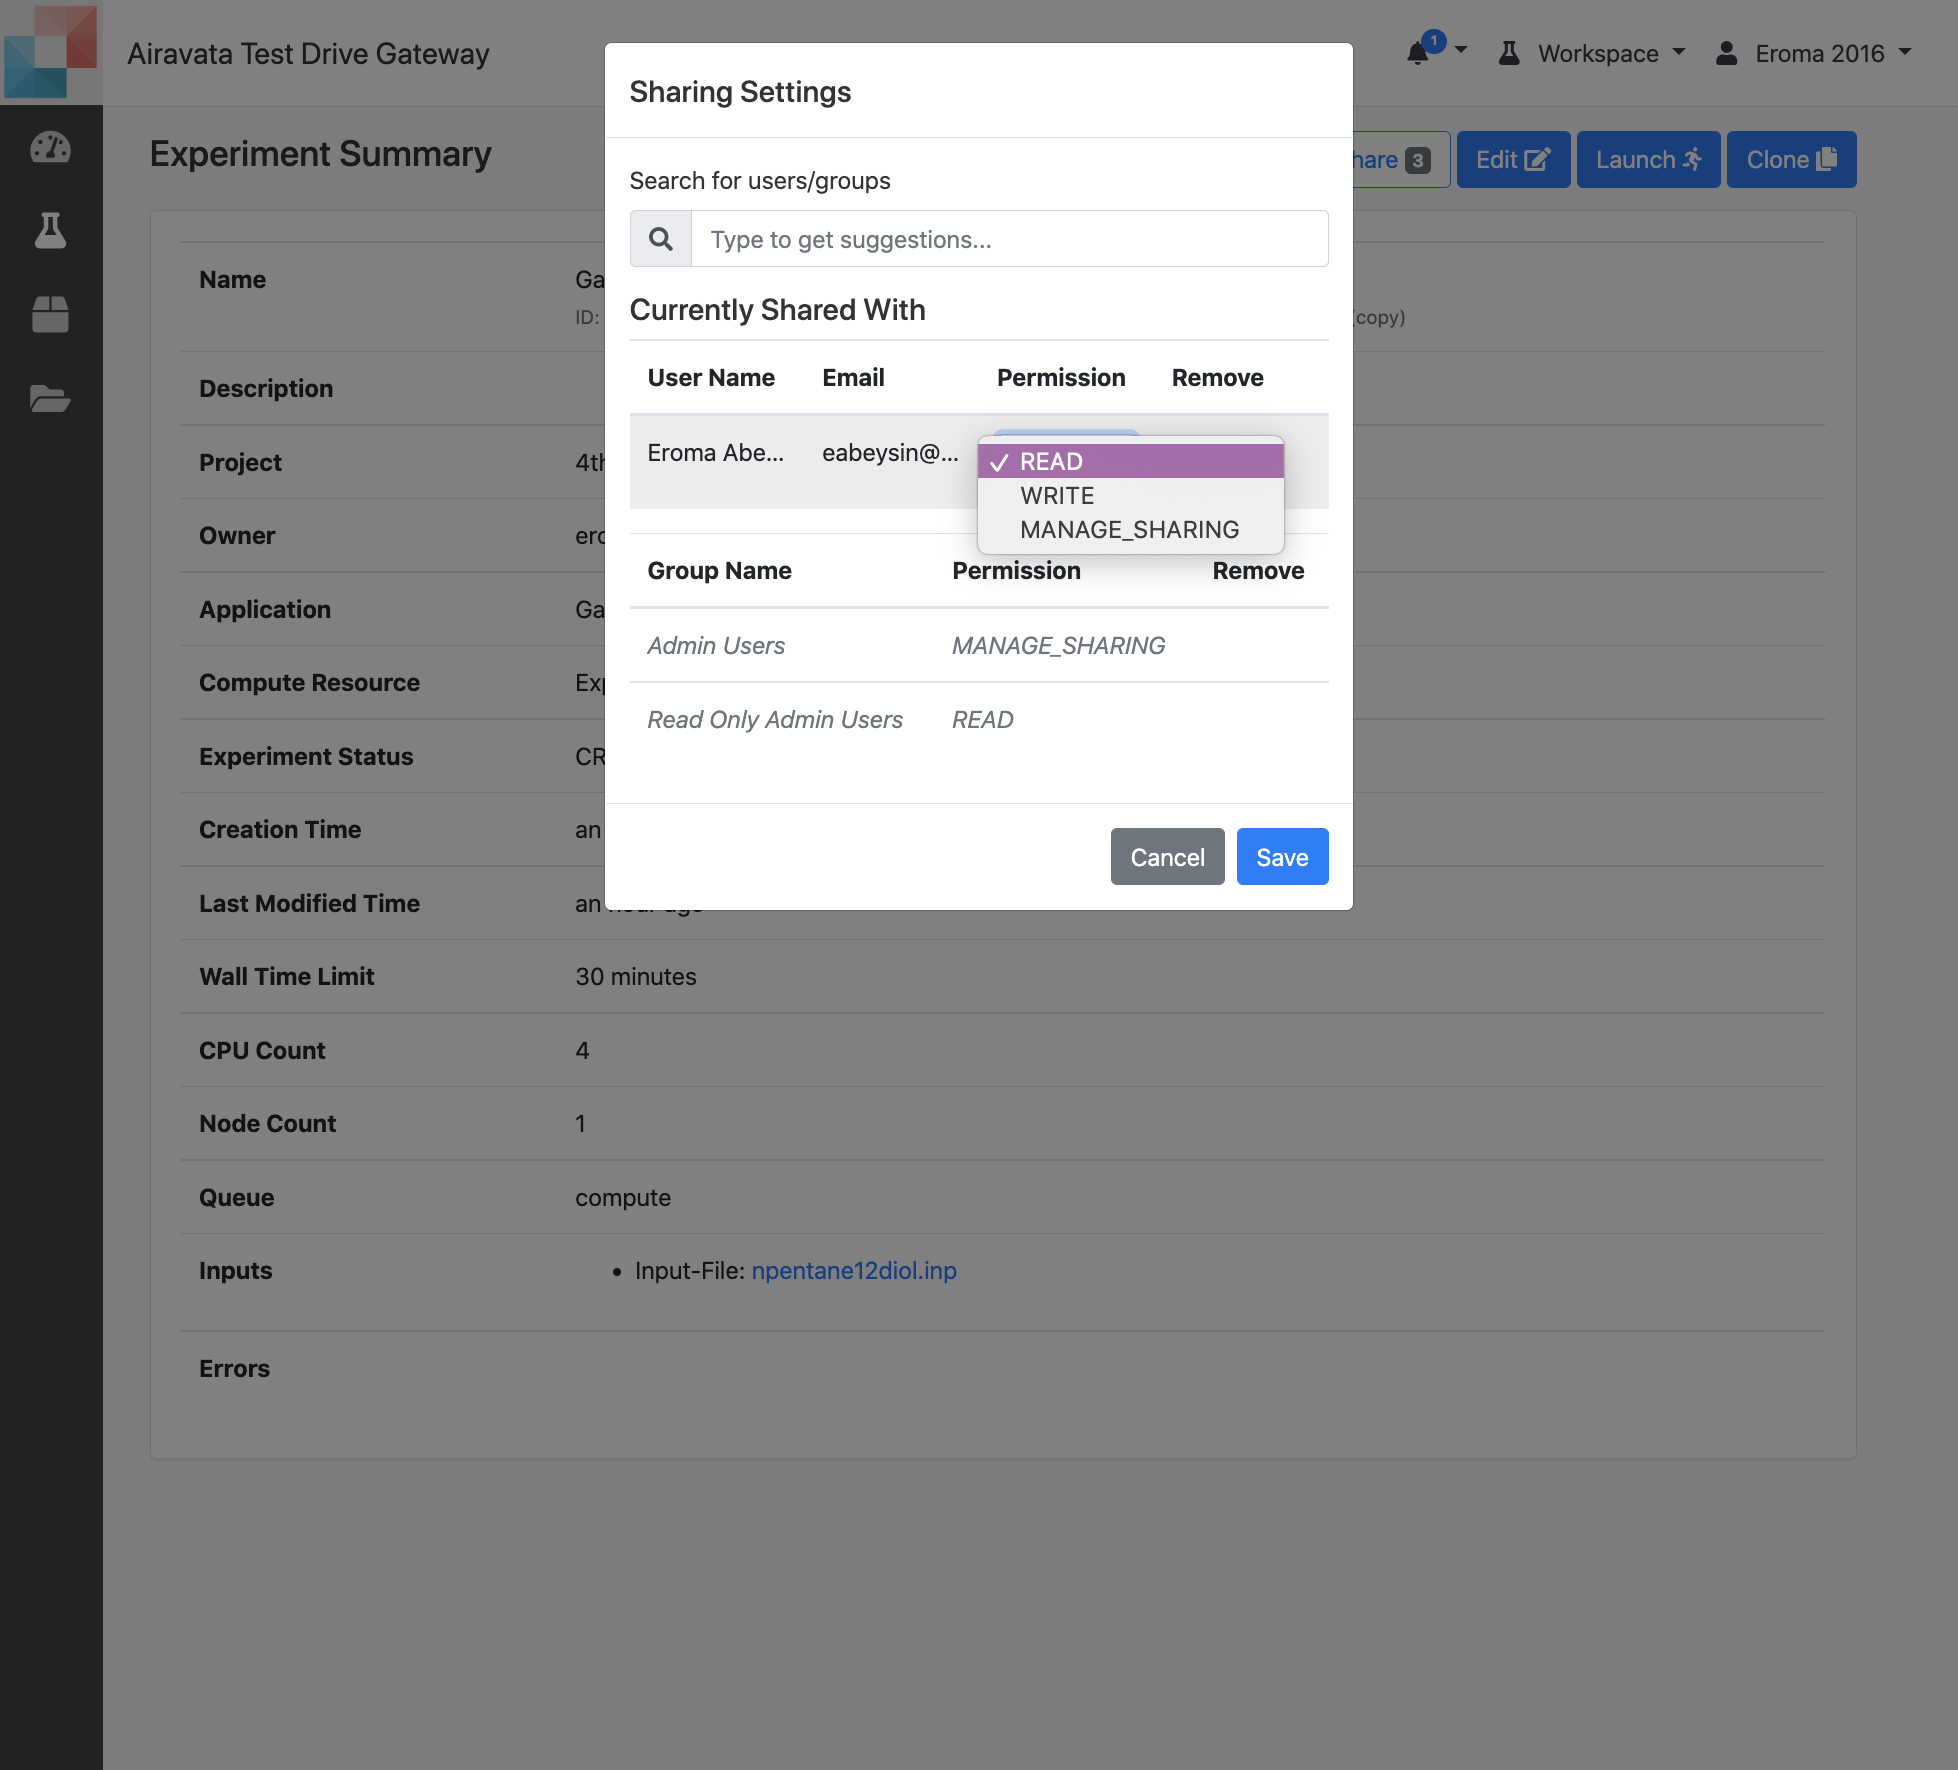 Airavata Test Drive Gateway
1
Workspace
Eroma 2016
Experiment Summary
hare 3
Edit
Launch
Clone
Sharing Settings
Search for users/groups
Type to get suggestions...
Currently Shared With
User Name Email Permission Remove
Eroma Abe... eabeysin@...
READ
WRITE
MANAGE_SHARING
Group Name Permission Remove
Admin Users MANAGE_SHARING
Read Only Admin Users READ
Cancel Save
Name Ga
ID: (copy)
Description
Project 4th
Owner ero
Application Ga
Compute Resource Exp
Experiment Status CR
Creation Time an
Last Modified Time an hour ago
Wall Time Limit 30 minutes
CPU Count 4
Node Count 1
Queue compute
Inputs • Input-File: npentane12diol.inp
Errors